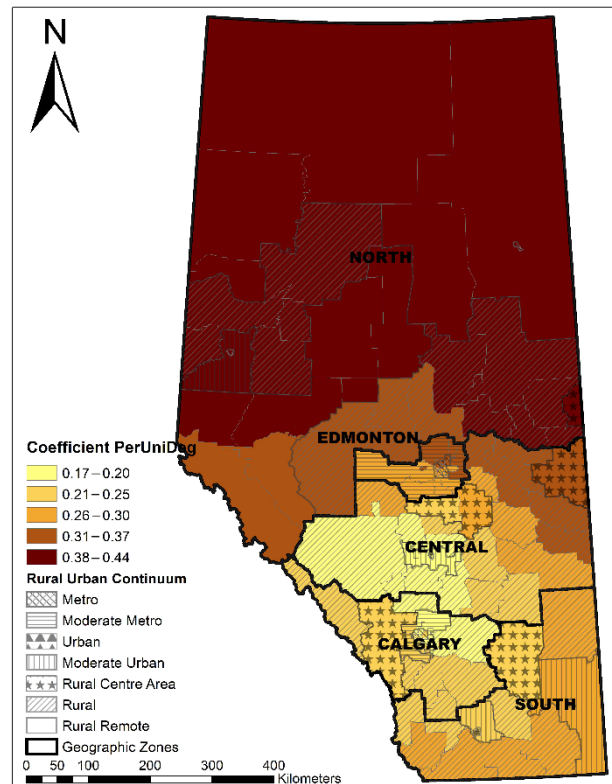 N
NORTH
EDMONTON
CENTRAL
CALGARY
SOUTH
Coefficient PerUniDeg
0.17 – 0.20
0.21 – 0.25
0.26 – 0.30
0.31 – 0.37
0.38 – 0.44
Rural Urban Continuum
Metro
Moderate Metro
Urban
Moderate Urban
Rural Centre Area
Rural
Rural Remote
Geographic Zones
0 50 100 200 300 400
Kilometers